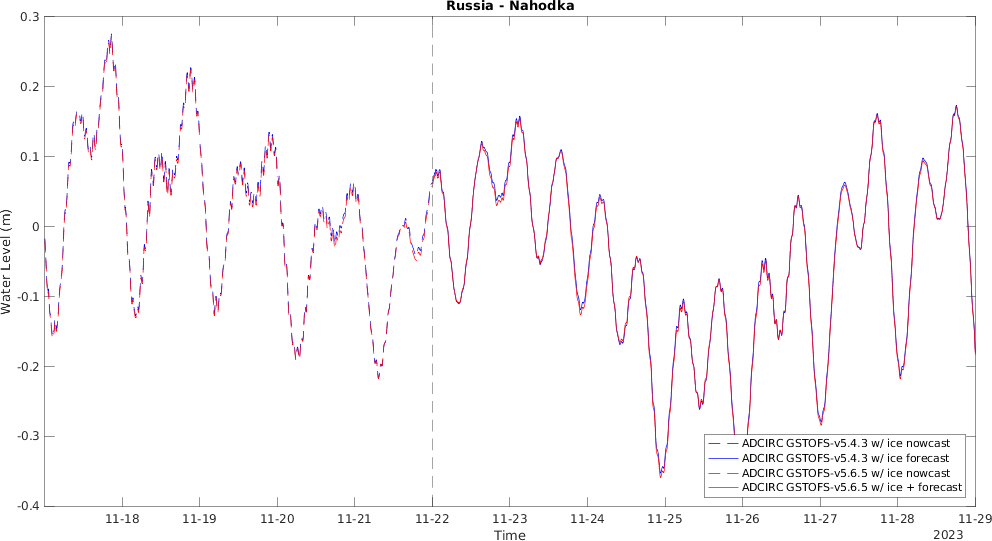 Russia - Nahodka
0.3
0.2
0.1
0
-0.1
-0.2
-0.3
-0.4
Water Level (m)
ADCIRC GSTOFS-v5.4.3 w/ ice nowcast
ADCIRC GSTOFS-v5.4.3 w/ ice forecast
ADCIRC GSTOFS-v5.6.5 w/ ice nowcast
ADCIRC GSTOFS-v5.6.5 w/ ice + forecast
11-18 11-19 11-20 11-21 11-22 11-23 11-24 11-25 11-26 11-27 11-28 11-29
Time
2023